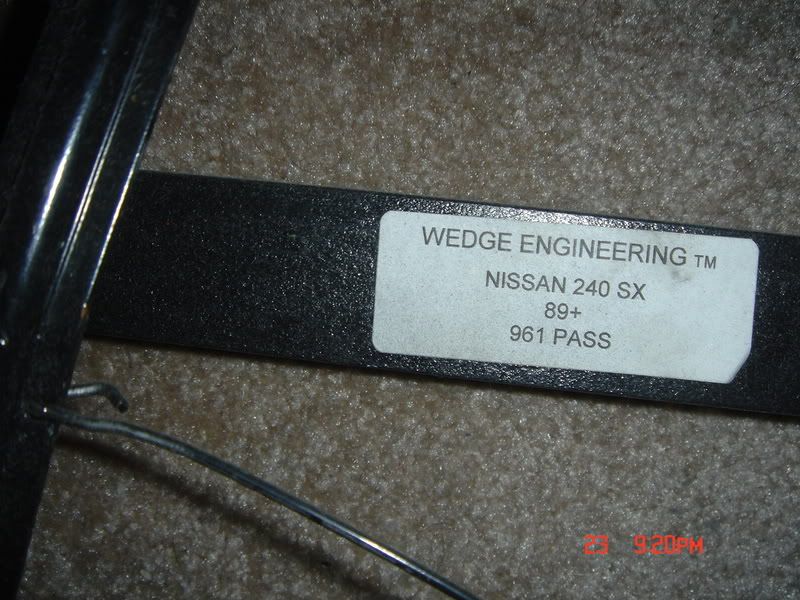 WEDGE ENGINEERING TM
NISSAN 240 SX
89+
961 PASS
23 9:20PM